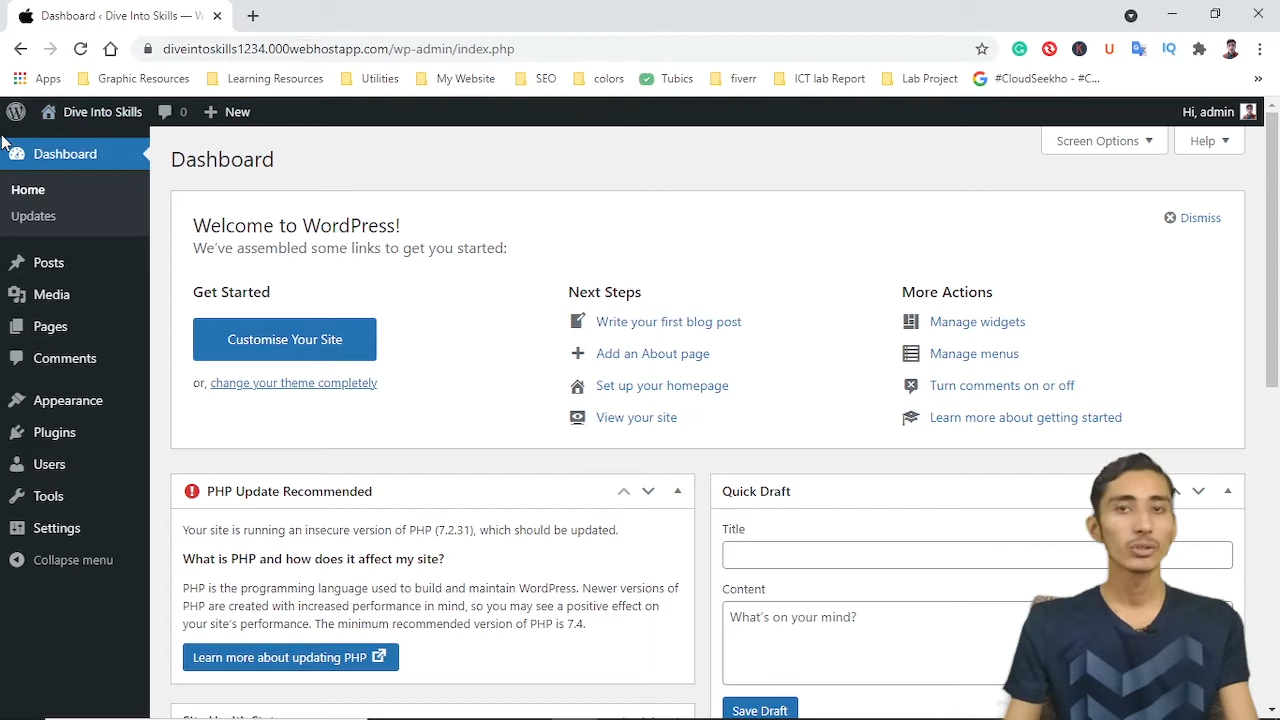 Dashboard ‹ Dive Into Skills — W
diveintoskills1234.000webhostapp.com/wp-admin/index.php
Apps Graphic Resources Learning Resources Utilities My Website SEO colors Tubics fiverr ICT lab Report Lab Project #CloudSeekho - #C...
Dive Into Skills 0 New Hi, admin
Dashboard
Home
Updates
Posts
Media
Pages
Comments
Appearance
Plugins
Users
Tools
Settings
Collapse menu
Screen Options Help
Dashboard
Welcome to WordPress!
Dismiss
We've assembled some links to get you started:
Get Started
Customise Your Site
or, change your theme completely
Next Steps
Write your first blog post
Add an About page
Set up your homepage
View your site
More Actions
Manage widgets
Manage menus
Turn comments on or off
Learn more about getting started
PHP Update Recommended
Your site is running an insecure version of PHP (7.2.31), which should be updated.
What is PHP and how does it affect my site?
PHP is the programming language used to build and maintain WordPress. Newer versions of
PHP are created with increased performance in mind, so you may see a positive effect on
your site's performance. The minimum recommended version of PHP is 7.4.
Learn more about updating PHP
Quick Draft
Title
Content
What's on your mind?
Save Draft